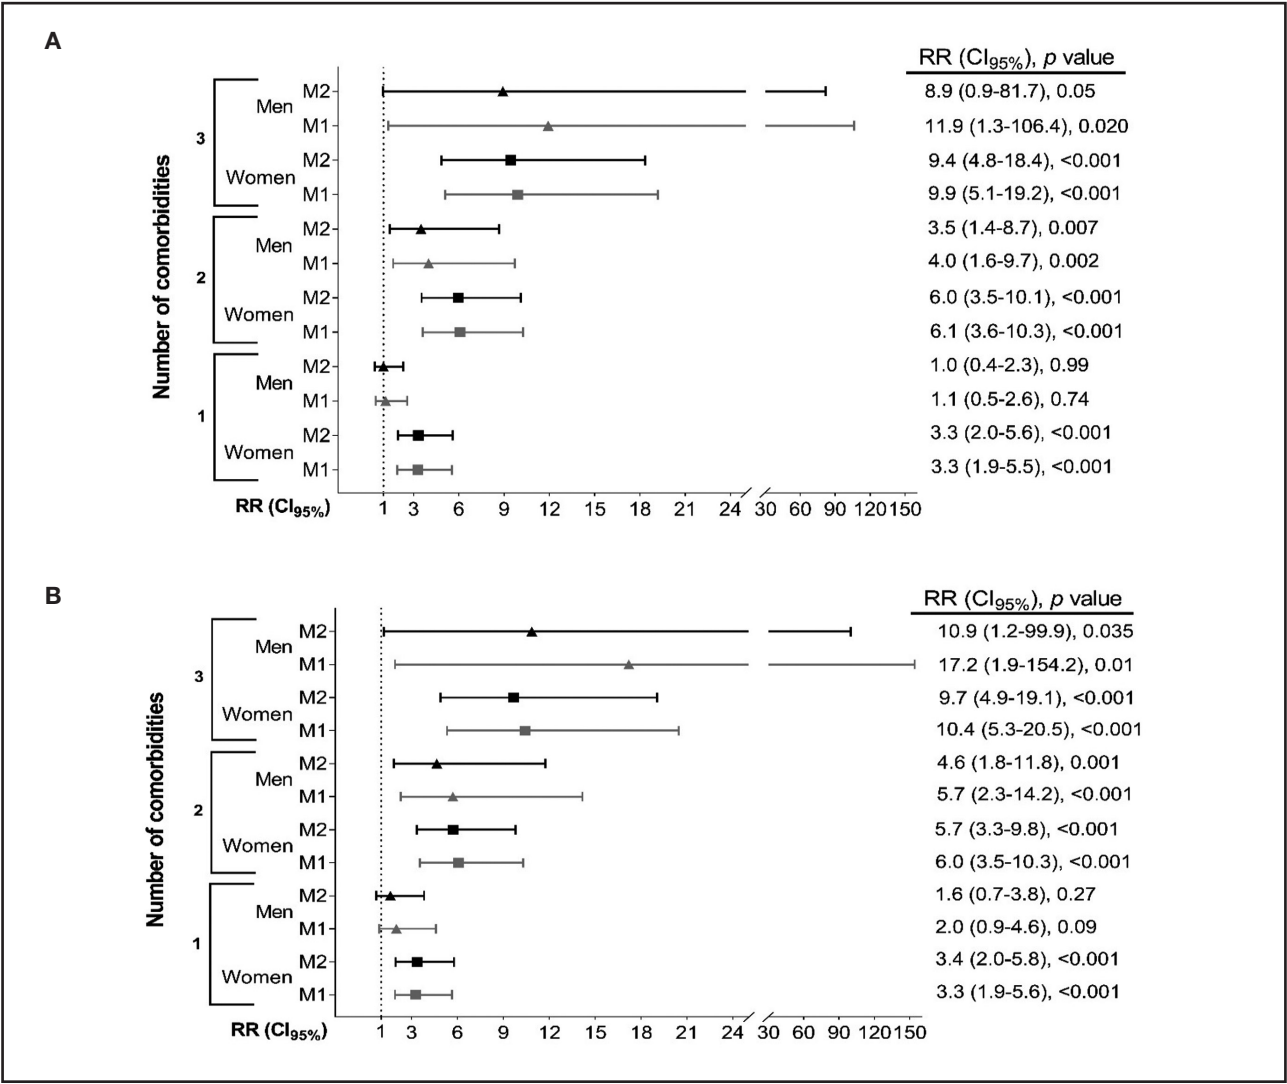 A
RR (CI95%), p value
Number of comorbidities
3
Men
M2 8.9 (0.9-81.7), 0.05
M1 11.9 (1.3-106.4), 0.020
Women
M2 9.4 (4.8-18.4), <0.001
M1 9.9 (5.1-19.2), <0.001
2
Men
M2 3.5 (1.4-8.7), 0.007
M1 4.0 (1.6-9.7), 0.002
Women
M2 6.0 (3.5-10.1), <0.001
M1 6.1 (3.6-10.3), <0.001
1
Men
M2 1.0 (0.4-2.3), 0.99
M1 1.1 (0.5-2.6), 0.74
Women
M2 3.3 (2.0-5.6), <0.001
M1 3.3 (1.9-5.5), <0.001
RR (CI95%) 1 3 6 9 12 15 18 21 24 30 60 90 120 150
B
RR (CI95%), p value
Number of comorbidities
3
Men
M2 10.9 (1.2-99.9), 0.035
M1 17.2 (1.9-154.2), 0.01
Women
M2 9.7 (4.9-19.1), <0.001
M1 10.4 (5.3-20.5), <0.001
2
Men
M2 4.6 (1.8-11.8), 0.001
M1 5.7 (2.3-14.2), <0.001
Women
M2 5.7 (3.3-9.8), <0.001
M1 6.0 (3.5-10.3), <0.001
1
Men
M2 1.6 (0.7-3.8), 0.27
M1 2.0 (0.9-4.6), 0.09
Women
M2 3.4 (2.0-5.8), <0.001
M1 3.3 (1.9-5.6), <0.001
RR (CI95%) 1 3 6 9 12 15 18 21 24 30 60 90 120 150